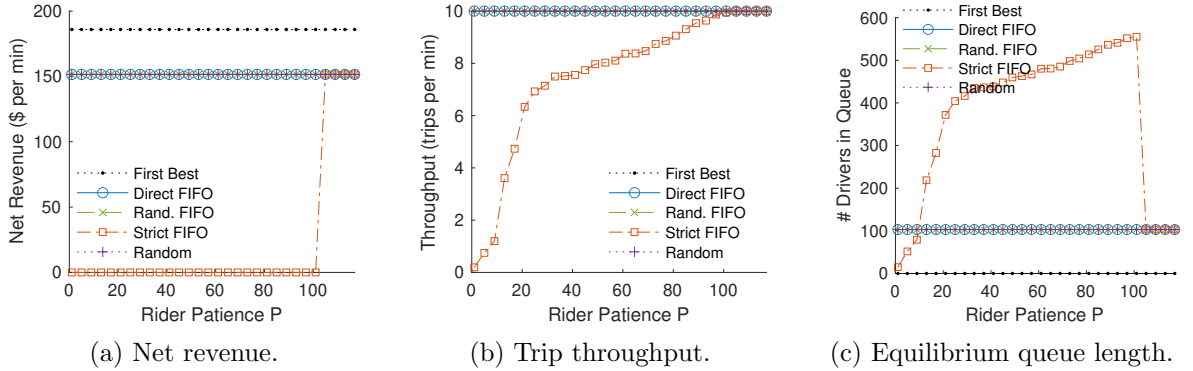 200
150
100
50
0
Net Revenue ($ per min)
First Best
Direct FIFO
Rand. FIFO
Strict FIFO
Random
0 20 40 60 80 100
Rider Patience P
(a) Net revenue.
10
8
6
4
2
0
Throughput (trips per min)
First Best
Direct FIFO
Rand. FIFO
Strict FIFO
Random
0 20 40 60 80 100
Rider Patience P
(b) Trip throughput.
600
500
400
300
200
100
0
# Drivers in Queue
First Best
Direct FIFO
Rand. FIFO
Strict FIFO
Random
0 20 40 60 80 100
Rider Patience P
(c) Equilibrium queue length.